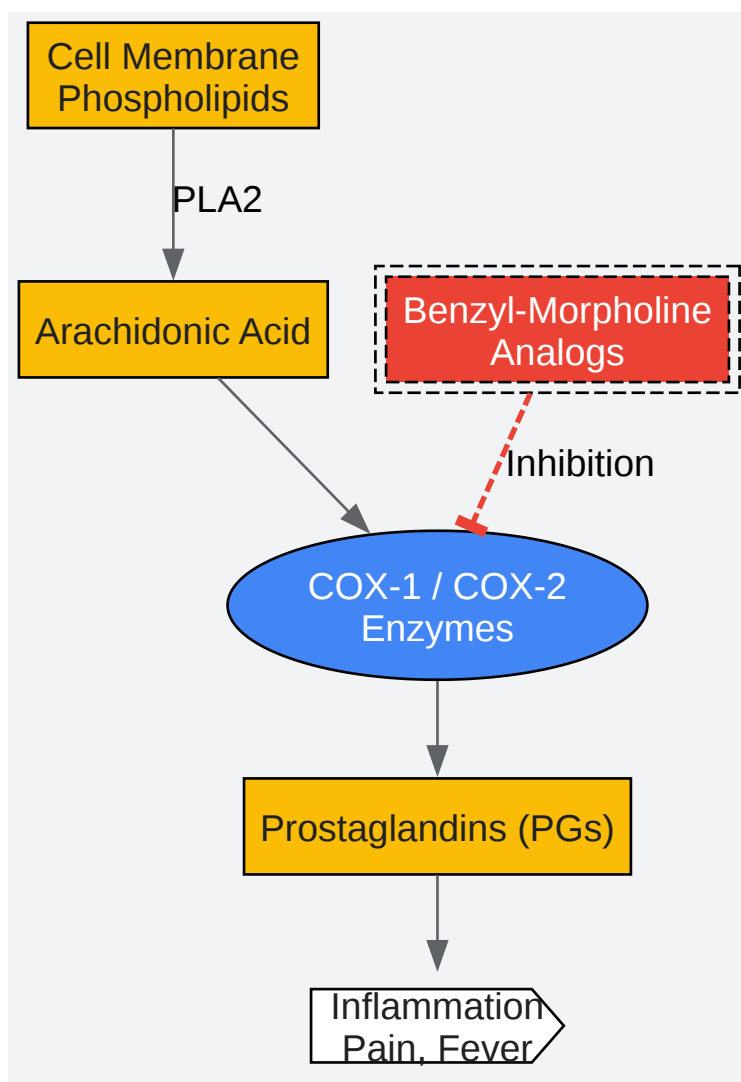 Cell Membrane
Phospholipids
PLA2
Arachidonic Acid
Benzyl-Morpholine
Analogs
Inhibition
COX-1 / COX-2
Enzymes
Prostaglandins (PGs)
Inflammation
Pain, Fever